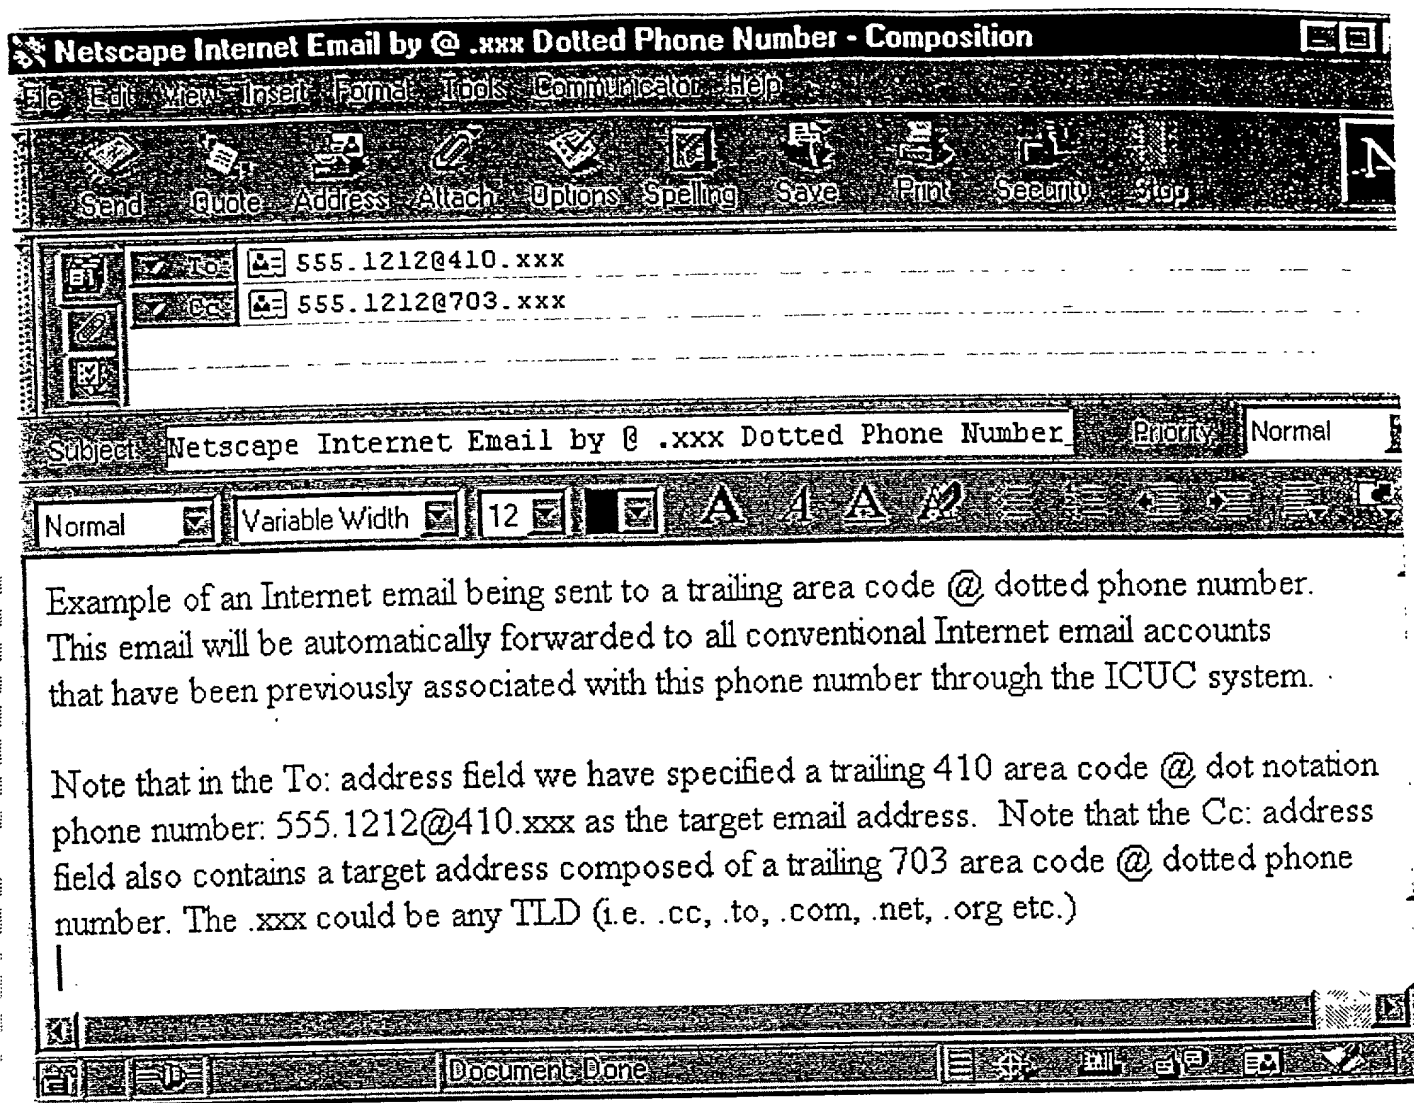 Netscape Internet Email by @ .xxx Dotted Phone Number - Composition
File Edit View Insert Format Tools Communicator Help
Send Quote Address Attach Options Spelling Save Print Security Stop
N
To: 555.1212@410.xxx
Cc: 555.1212@703.xxx
Subject: Netscape Internet Email by @ .xxx Dotted Phone Number Priority: Normal
Normal Variable Width 12 A A A
Example of an Internet email being sent to a trailing area code @ dotted phone number.
This email will be automatically forwarded to all conventional Internet email accounts
that have been previously associated with this phone number through the ICUC system.
Note that in the To: address field we have specified a trailing 410 area code @ dot notation
phone number: 555.1212@410.xxx as the target email address. Note that the Cc: address
field also contains a target address composed of a trailing 703 area code @ dotted phone
number. The .xxx could be any TLD (i.e. .cc, .to, .com, .net, .org etc.)
Document: Done